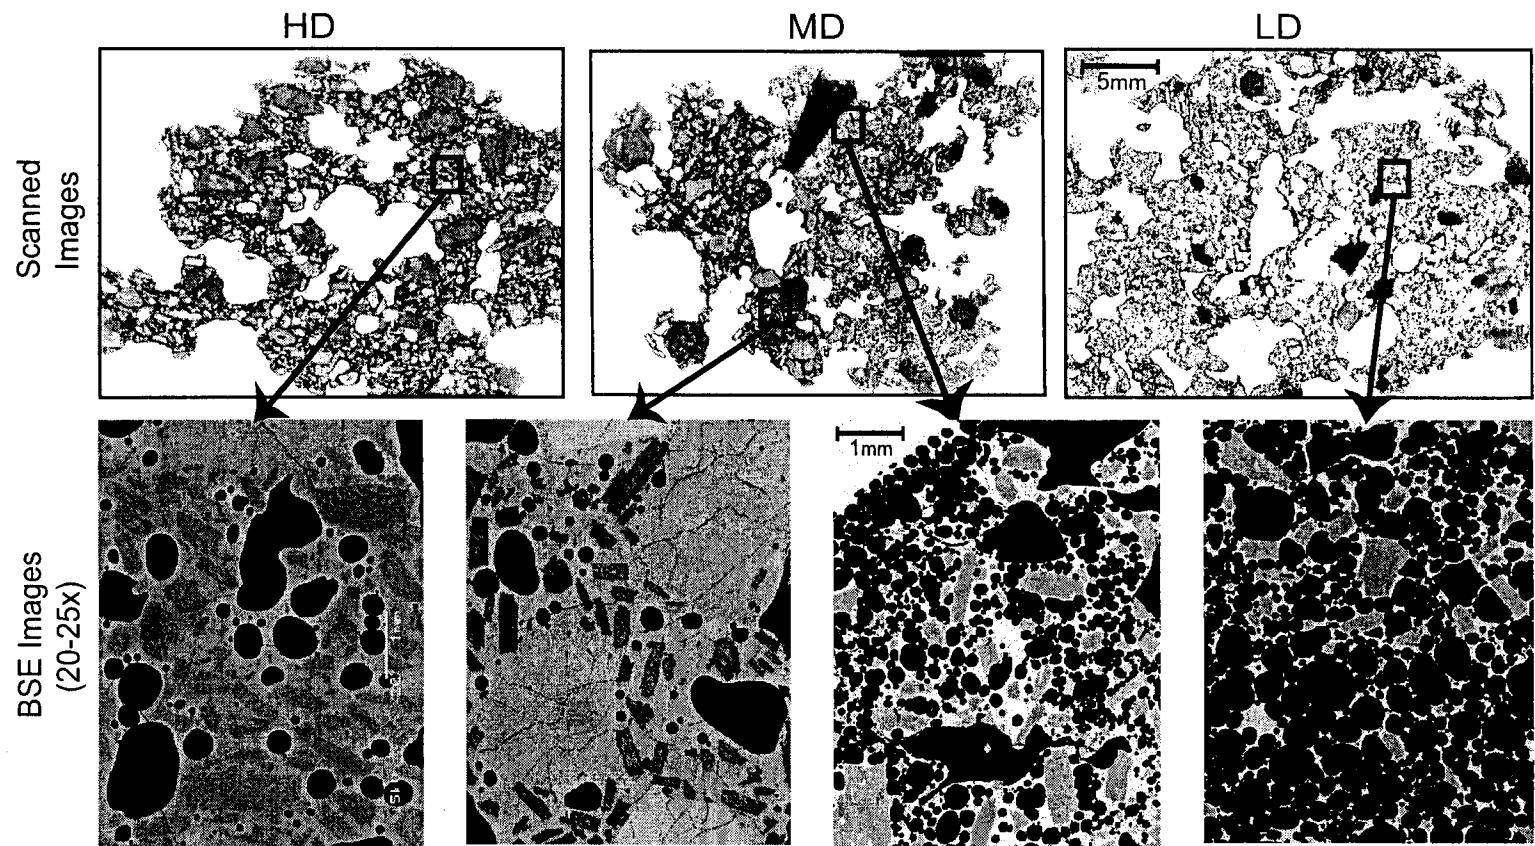 HD
MD
LD
Scanned
Images
5mm
BSE Images
(20-25x)
1mm